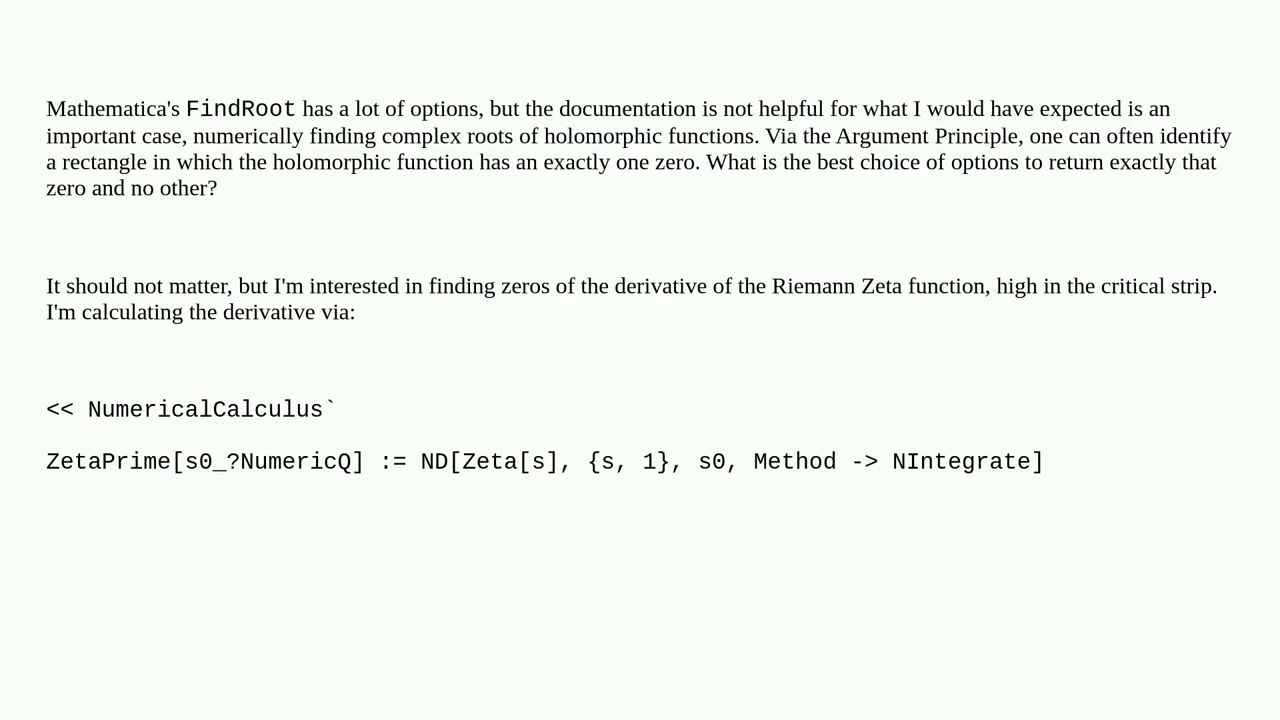 Mathematica's FindRoot has a lot of options, but the documentation is not helpful for what I would have expected is an
important case, numerically finding complex roots of holomorphic functions. Via the Argument Principle, one can often identify
a rectangle in which the holomorphic function has an exactly one zero. What is the best choice of options to return exactly that
zero and no other?
It should not matter, but I'm interested in finding zeros of the derivative of the Riemann Zeta function, high in the critical strip.
I'm calculating the derivative via:
<< NumericalCalculus`
ZetaPrime[s0_?NumericQ] := ND[Zeta[s], {s, 1}, s0, Method -> NIntegrate]